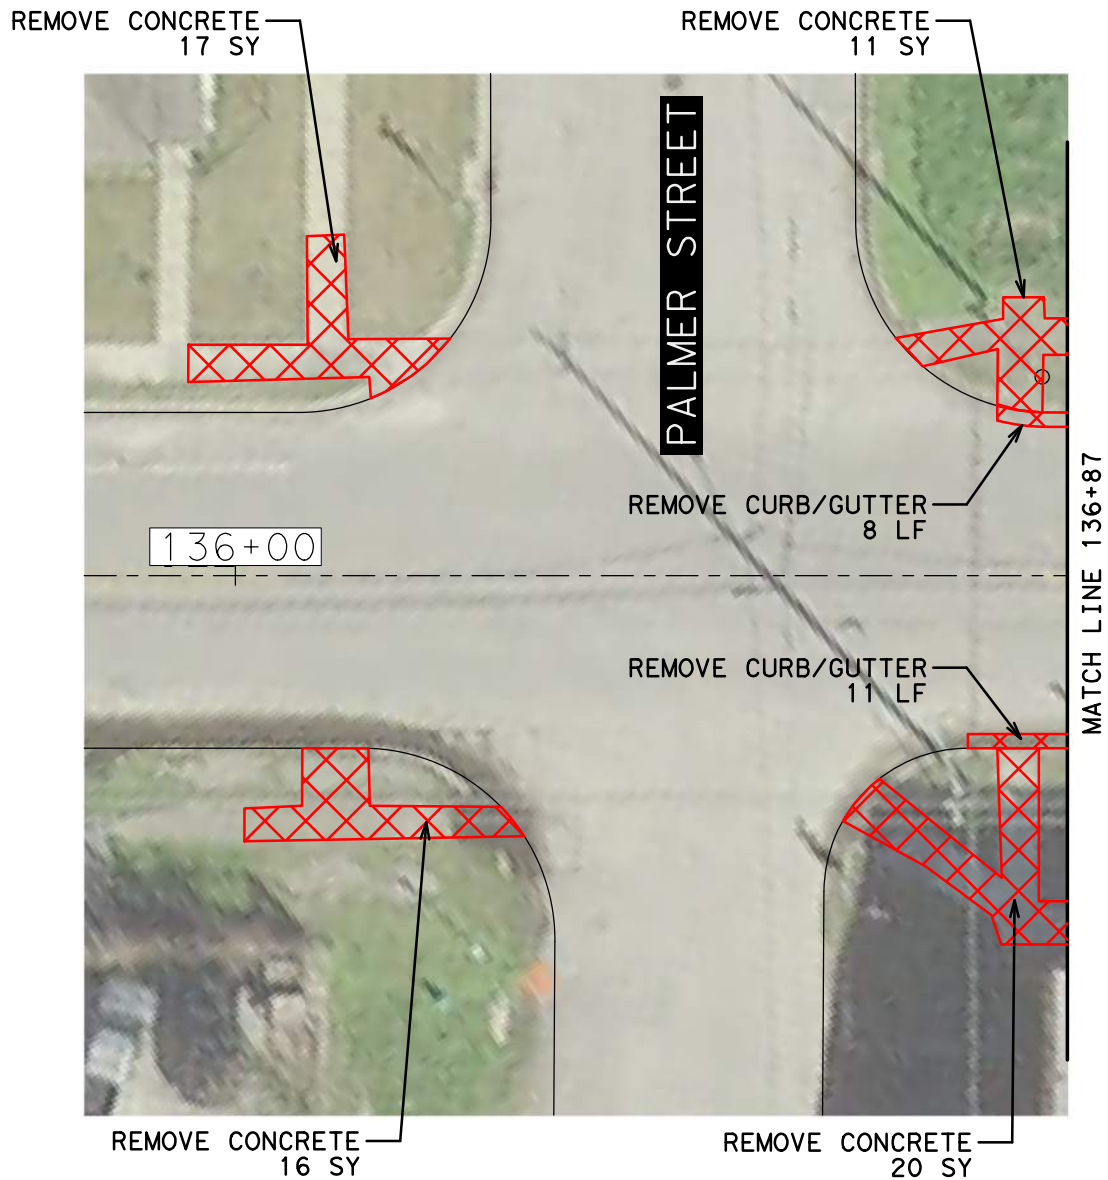 REMOVE CONCRETE
17 SY
REMOVE CONCRETE
11 SY
PALMER STREET
REMOVE CURB/GUTTER
8 LF
136+00
MATCH LINE 136+87
REMOVE CURB/GUTTER
11 LF
REMOVE CONCRETE
16 SY
REMOVE CONCRETE
20 SY